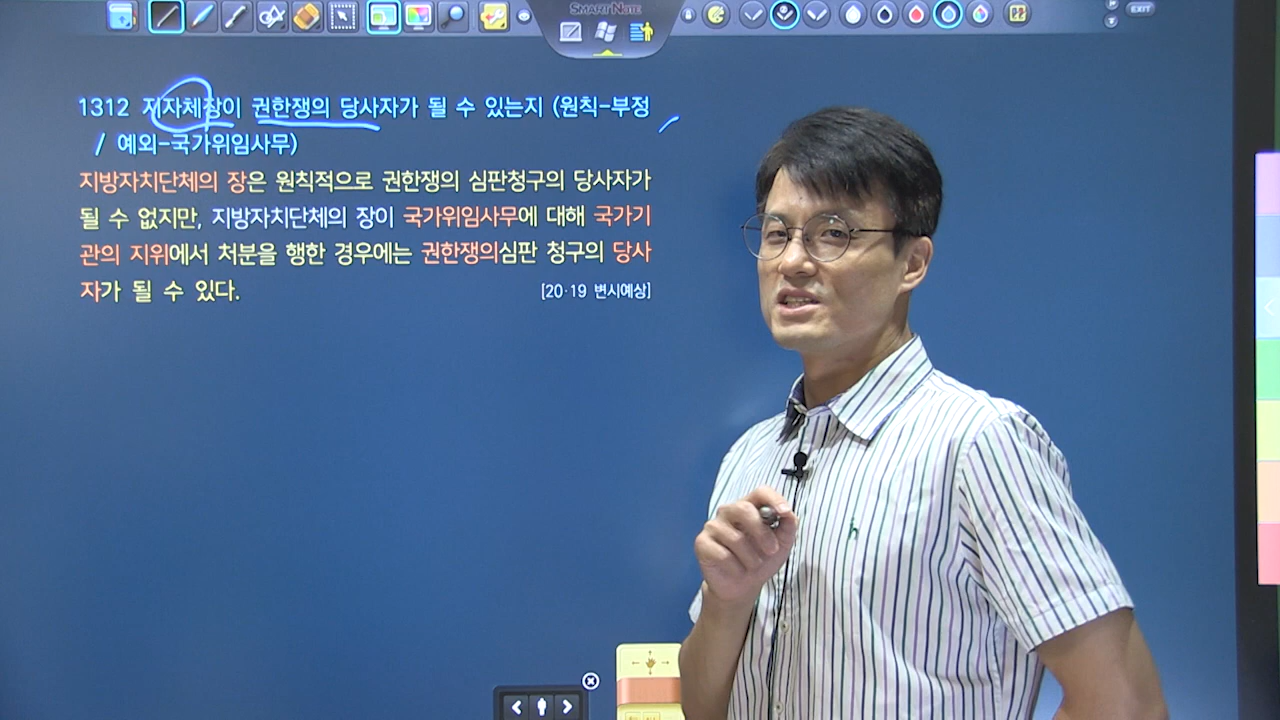 SMARTNOTE
EXIT
1312 지자체장이 권한쟁의 당사자가 될 수 있는지 (원칙-부정
/ 예외-국가위임사무)
지방자치단체의 장은 원칙적으로 권한쟁의 심판청구의 당사자가
될 수 없지만, 지방자치단체의 장이 국가위임사무에 대해 국가기
관의 지위에서 처분을 행한 경우에는 권한쟁의심판 청구의 당사
자가 될 수 있다.
[20·19 변시예상]